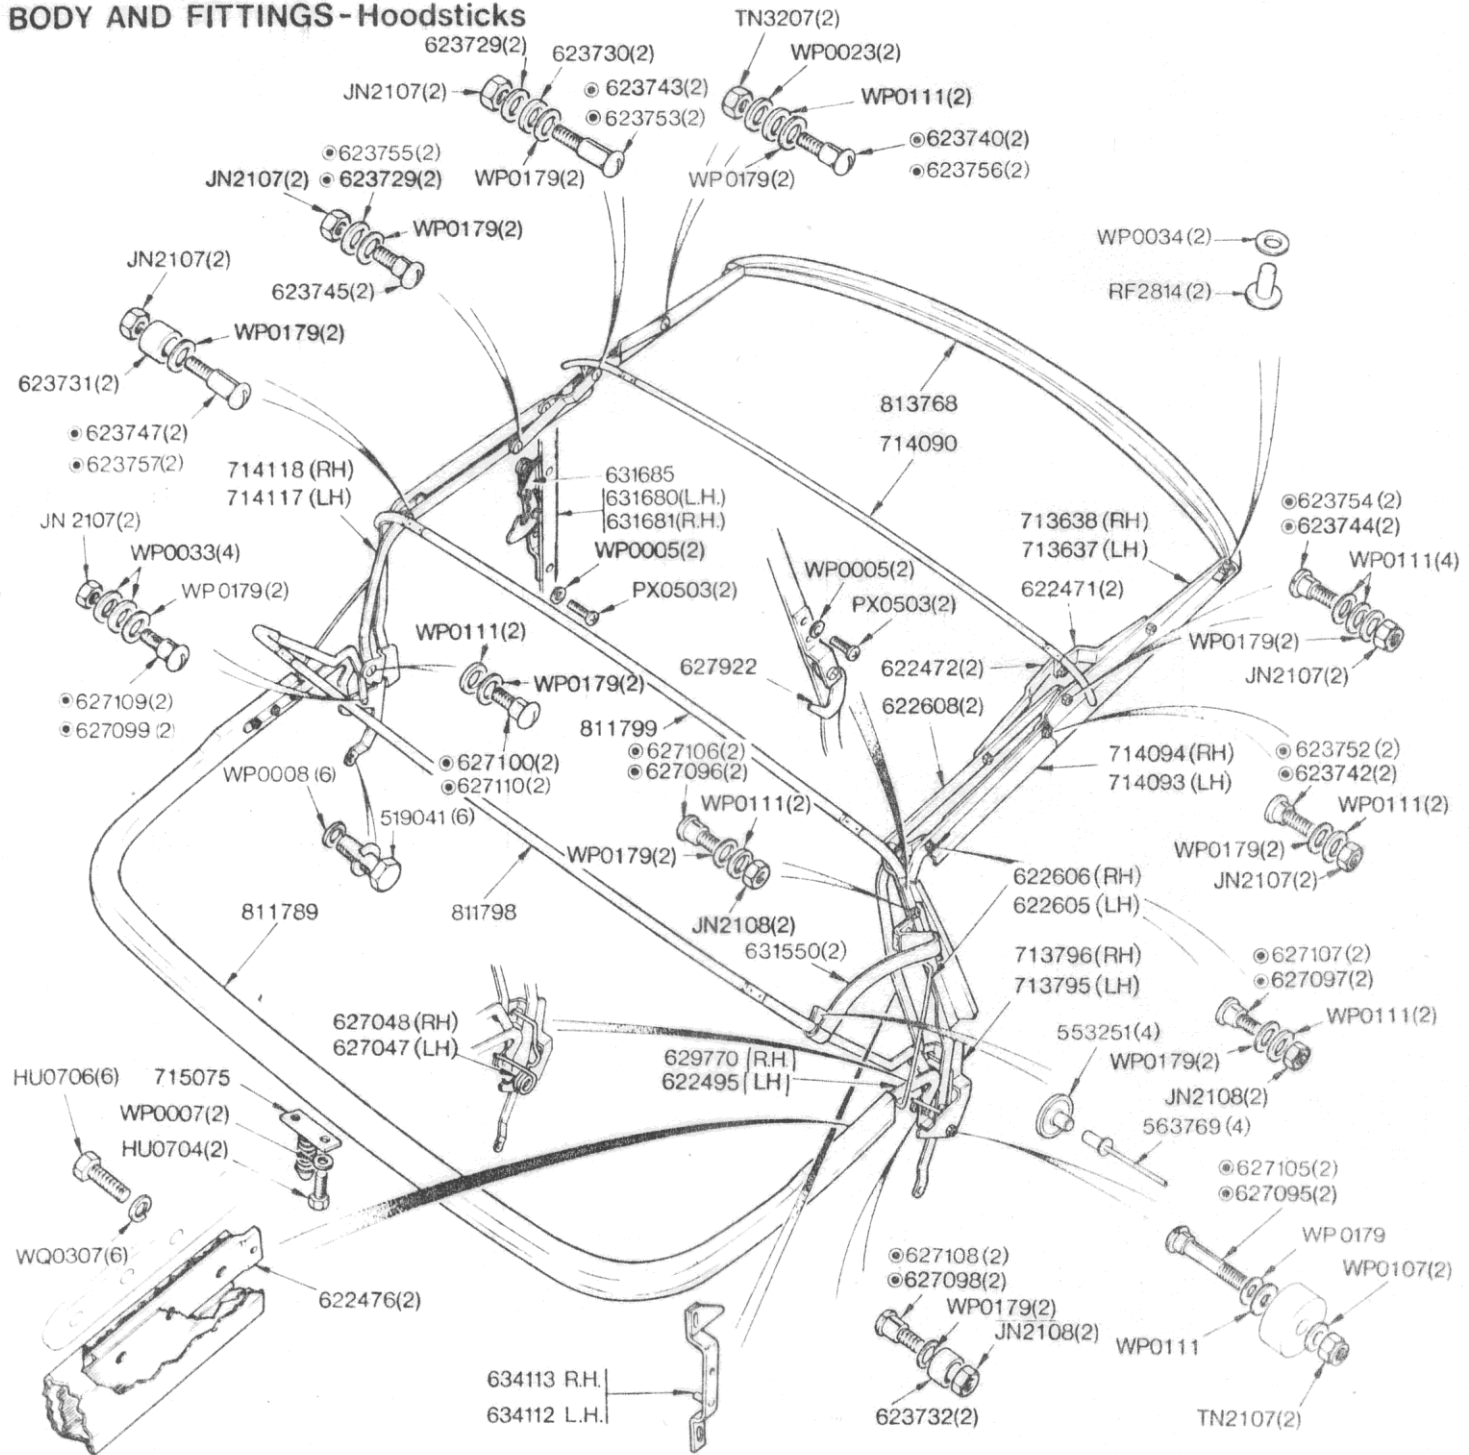 BODY AND FITTINGS-Hoodsticks
TN3207(2)
623729(2)
623730(2)
WP0023(2)
JN2107(2)
◉ 623743(2)
WP0111(2)
◉ 623753(2)
◉ 623740(2)
◉ 623755(2)
◉ 623756(2)
JN2107(2)
◉ 623729(2)
WP0179(2)
WP0179(2)
WP0179(2)
WP0034(2)
JN2107(2)
623745(2)
RF2814(2)
WP0179(2)
623731(2)
813768
◉ 623747(2)
714090
◉ 623757(2)
714118 (RH)
714117 (LH)
631685
631680(L.H.)
631681(R.H.)
◉ 623754(2)
◉ 623744(2)
JN 2107(2)
713638 (RH)
713637 (LH)
WP0033(4)
WP0005(2)
WP0005(2)
WP0111(4)
WP0179(2)
PX0503(2)
PX0503(2)
622471(2)
WP0179(2)
WP0111(2)
627922
622472(2)
JN2107(2)
WP0179(2)
622608(2)
◉ 627109(2)
◉ 627099(2)
811799
714094(RH)
714093 (LH)
◉ 623752(2)
◉ 627106(2)
◉ 623742(2)
◉ 627100(2)
◉ 627096(2)
WP0008(6)
◉ 627110(2)
WP0111(2)
WP0111(2)
519041(6)
WP0179(2)
WP0179(2)
JN2107(2)
622606(RH)
622605(LH)
811789
811798
JN2108(2)
631550(2)
713796(RH)
713795(LH)
◉ 627107(2)
◉ 627097(2)
627048(RH)
627047(LH)
553251(4)
WP0111(2)
629770 (R.H.)
622495(LH)
WP0179(2)
HU0706(6)
715075
JN2108(2)
WP0007(2)
563769(4)
HU0704(2)
◉ 627105(2)
◉ 627095(2)
WQ0307(6)
◉ 627108(2)
WP0179
◉ 627098(2)
WP0107(2)
622476(2)
WP0179(2)
JN2108(2)
WP0111
634113 R.H.
634112 L.H.
623732(2)
TN2107(2)